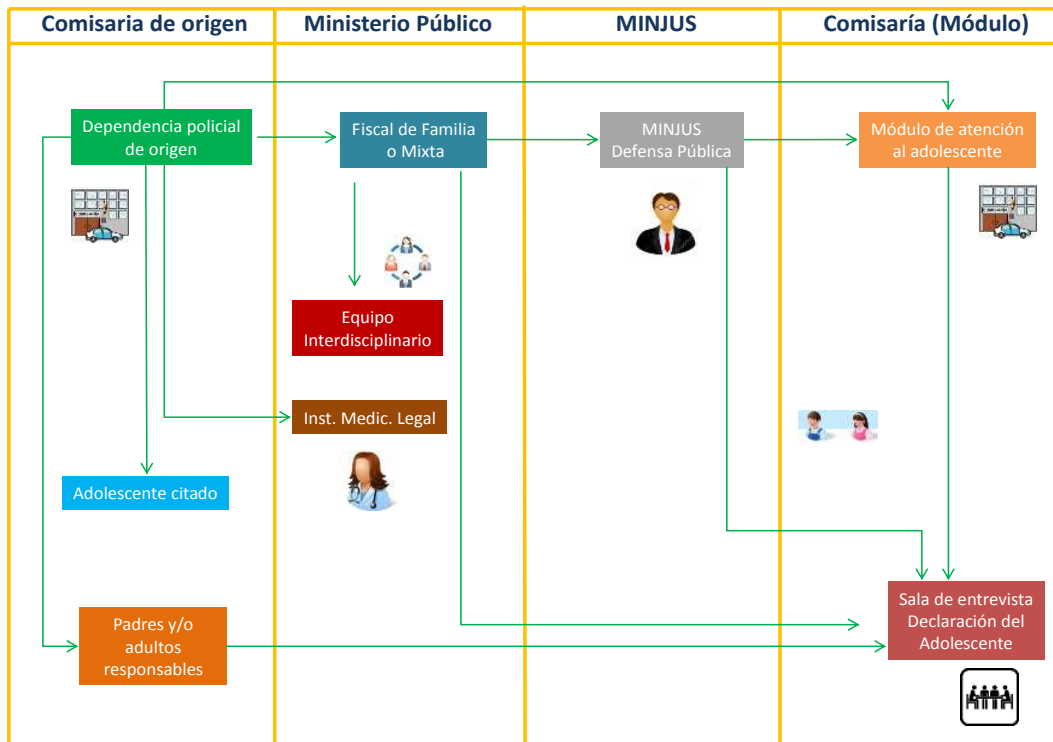 Comisaria de origen
Ministerio Público
MINJUS
Comisaría (Módulo)
Dependencia policial
de origen
Fiscal de Familia
o Mixta
MINJUS
Defensa Pública
Módulo de atención
al adolescente
Equipo
Interdisciplinario
Inst. Medic. Legal
Adolescente citado
Padres y/o
adultos
responsables
Sala de entrevista
Declaración del
Adolescente